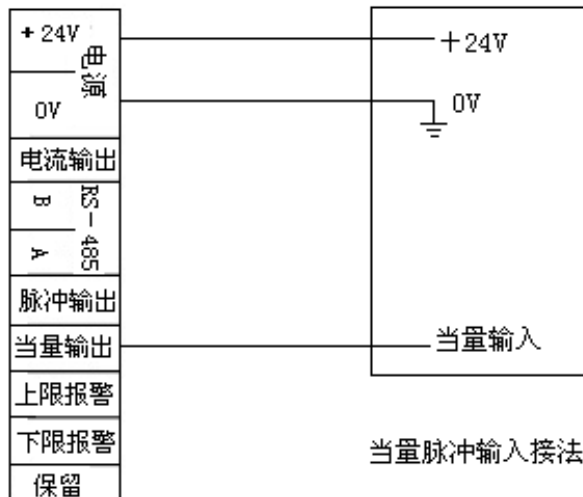 +24V
电源
0V
电流输出
B
A
RS-485
脉冲输出
当量输出
上限报警
下限报警
保留
+24V
0V
当量输入
当量脉冲输入接法